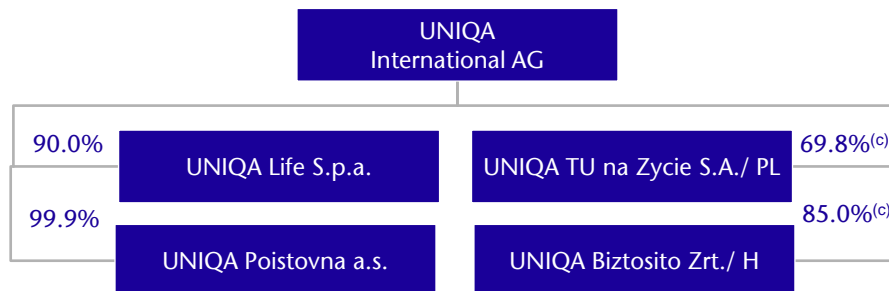 UNIQA
International AG
90.0%
UNIQA Life S.p.a.
UNIQA TU na Zycie S.A./ PL
69.8%(c)
99.9%
85.0%(c)
UNIQA Poistovna a.s.
UNIQA Biztosito Zrt./ H